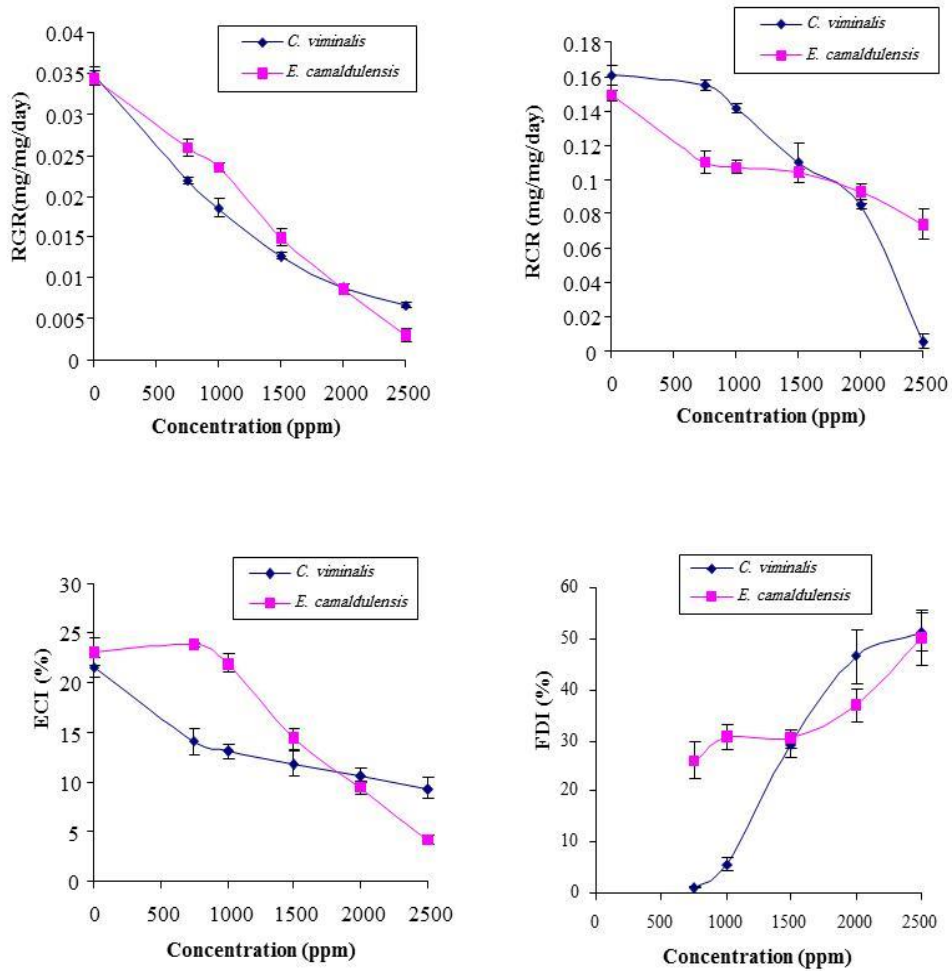 C. viminalis
E. camaldulensis
0.04
0.035
0.03
0.025
0.02
0.015
0.01
0.005
0
RGR(mg/mg/day)
0 500 1000 1500 2000 2500
Concentration (ppm)
C. viminalis
E. camaldulensis
0.18
0.16
0.14
0.12
0.1
0.08
0.06
0.04
0.02
0
RCR (mg/mg/day)
0 500 1000 1500 2000 2500
Concentration (ppm)
C. viminalis
E. camaldulensis
30
25
20
15
10
5
0
ECI (%)
0 500 1000 1500 2000 2500
Concentration (ppm)
C. viminalis
E. camaldulensis
60
50
40
30
20
10
0
FDI (%)
0 500 1000 1500 2000 2500
Concentration (ppm)